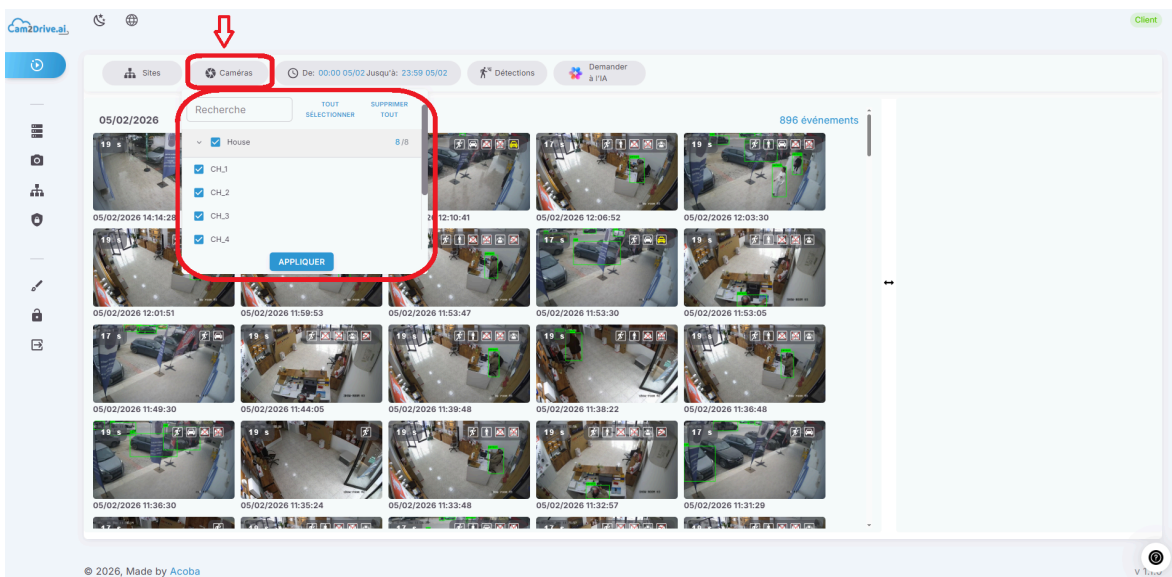 Cam2Drive.ai.
Client
Sites
Caméras
De: 00:00 05/02 Jusqu'à: 23:59 05/02
Détections
Demander
à l'IA
Recherche
TOUT
SÉLECTIONNER
SUPPRIMER
TOUT
House
8/8
CH_1
CH_2
CH_3
CH_4
APPLIQUER
05/02/2026
896 événements
19 s
17 s
19 s
05/02/2026 14:14:28
12:10:41
05/02/2026 12:06:52
05/02/2026 12:03:30
19 s
17 s
19 s
05/02/2026 12:01:51
05/02/2026 11:59:53
05/02/2026 11:53:47
05/02/2026 11:53:30
05/02/2026 11:53:05
17 s
19 s
19 s
19 s
19 s
05/02/2026 11:49:30
05/02/2026 11:44:05
05/02/2026 11:39:48
05/02/2026 11:38:22
05/02/2026 11:36:48
19 s
19 s
19 s
19 s
17 s
05/02/2026 11:36:30
05/02/2026 11:35:24
05/02/2026 11:33:48
05/02/2026 11:32:57
05/02/2026 11:31:29
© 2026, Made by Acoba